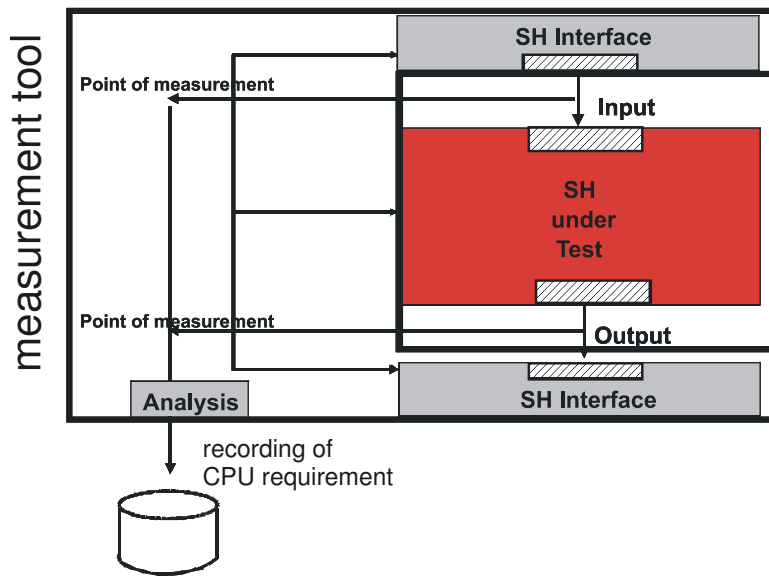 measurement tool
SH Interface
Point of measurement
Input
SH
under
Test
Point of measurement
Output
Analysis
SH Interface
recording of
CPU requirement